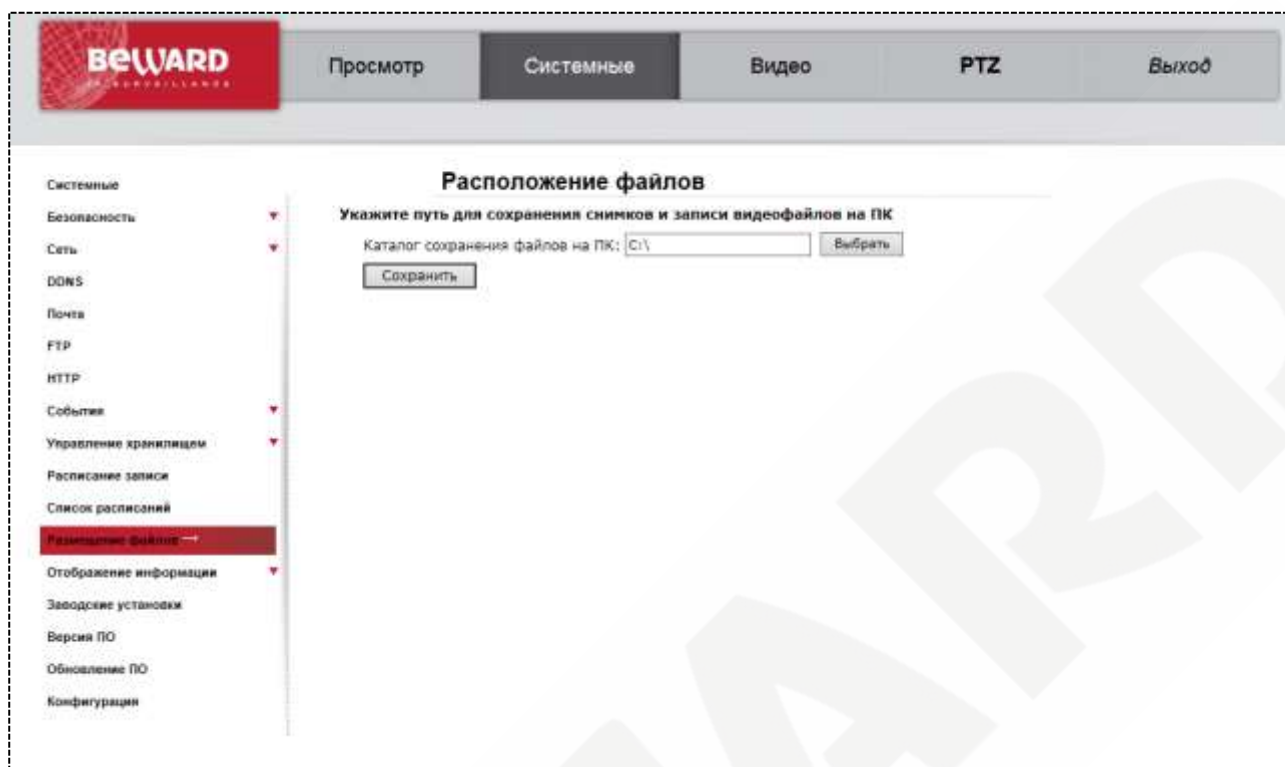 BEWARD
IP SURVEILLANCE
Просмотр
Системные
Видео
PTZ
Выход
Системные
Безопасность
Сеть
DDNS
Почта
FTP
HTTP
События
Управление хранилищем
Расписание записи
Список расписаний
Размещение файлов →
Отображение информации
Заводские установки
Версия ПО
Обновление ПО
Конфигурация
Расположение файлов
Укажите путь для сохранения снимков и записи видеофайлов на ПК
Каталог сохранения файлов на ПК: C:\ Выбрать
Сохранить